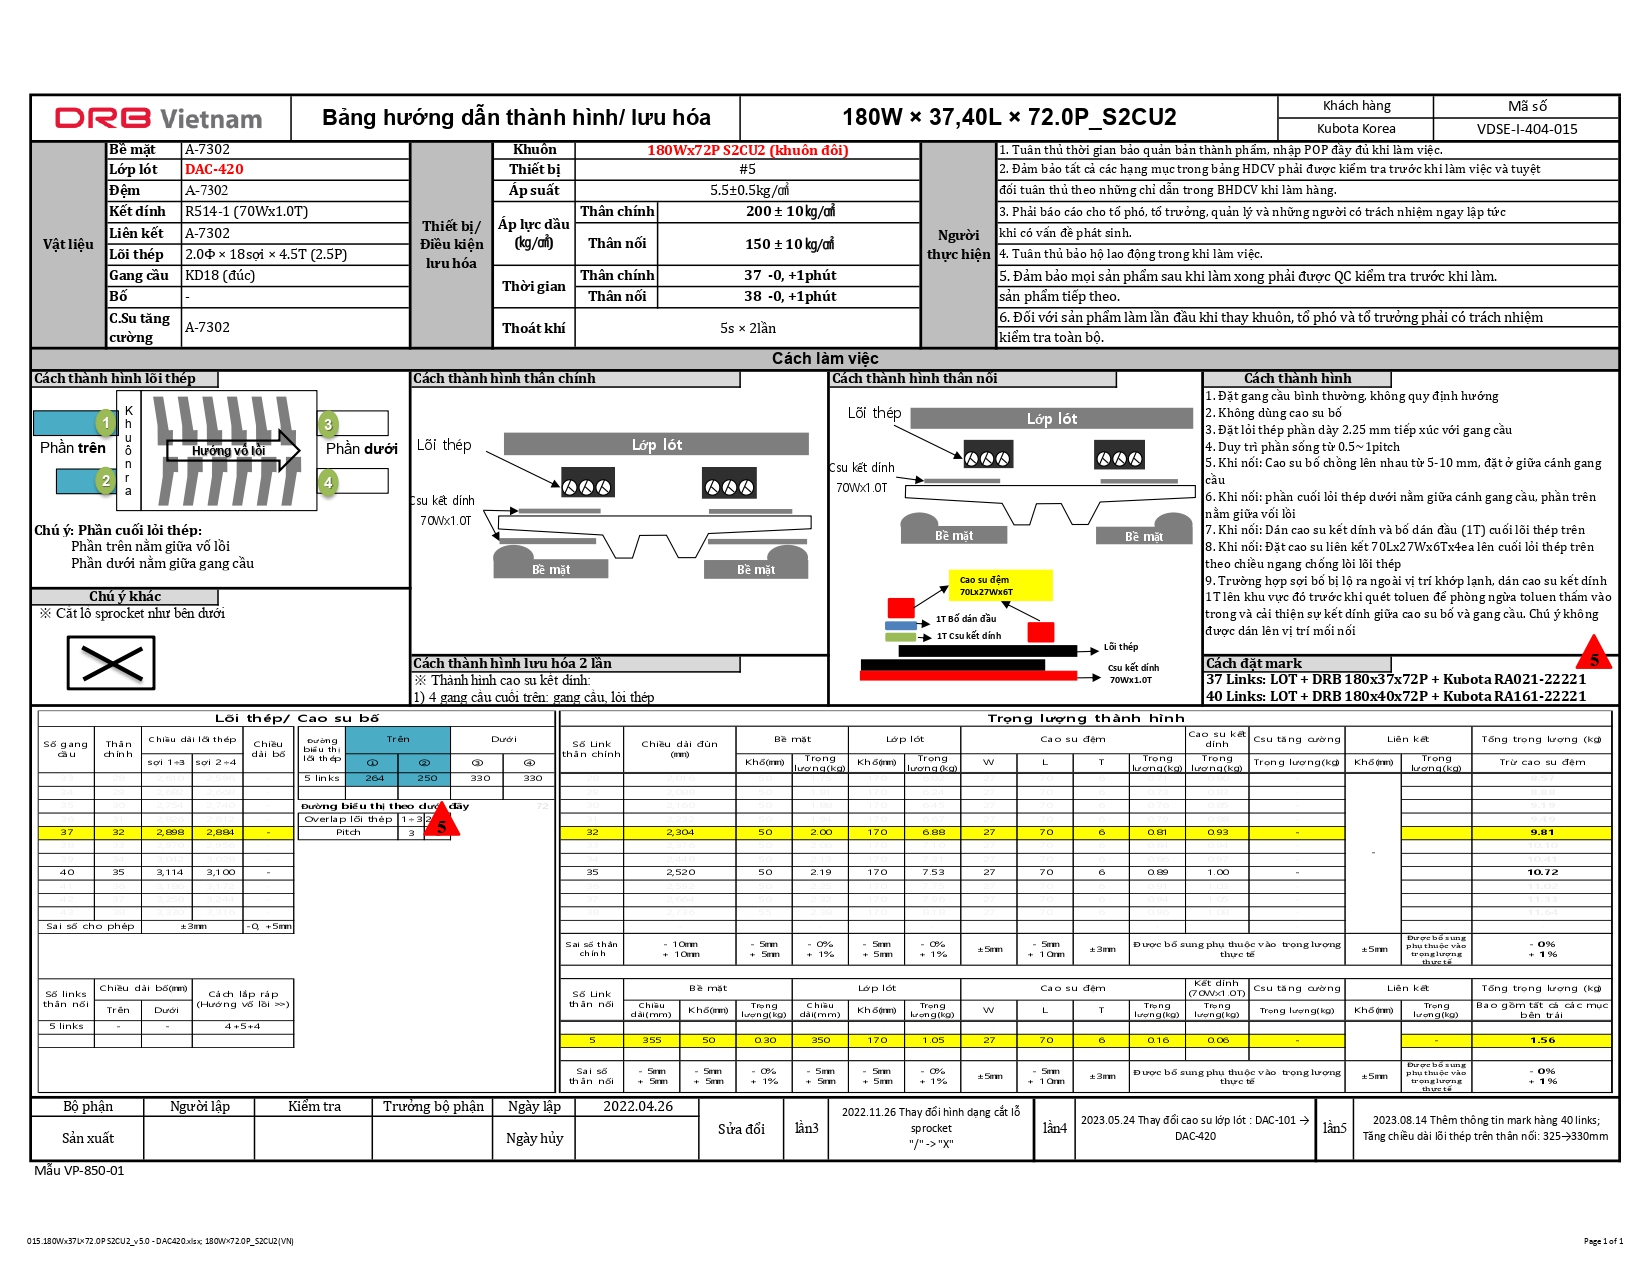 DRB Vietnam
Bảng hướng dẫn thành hình/ lưu hóa
180W × 37,40L × 72.0P_S2CU2
Khách hàng
Mã số
Kubota Korea
VDSE-I-404-015
Vật liệu
Bề mặt A-7302
Lớp lót DAC-420
Đệm A-7302
Kết dính R514-1 (70Wx1.0T)
Liên kết A-7302
Lõi thép 2.0Φ × 18sợi × 4.5T (2.5P)
Gang cầu KD18 (đúc)
Bố -
C.Su tăng cường A-7302
Thiết bị/ Điều kiện lưu hóa
Khuôn 180Wx72P S2CU2 (khuôn đôi)
Thiết bị #5
Áp suất 5.5±0.5kg/㎠
Áp lực dầu (kg/㎠)
Thân chính 200 ± 10㎏/㎠
Thân nối 150 ± 10 ㎏/㎠
Thời gian
Thân chính 37 -0, +1phút
Thân nối 38 -0, +1phút
Thoát khí 5s × 2lần
Người thực hiện
1. Tuân thủ thời gian bảo quản bán thành phẩm, nhập POP đầy đủ khi làm việc.
2. Đảm bảo tất cả các hạng mục trong bảng HDCV phải được kiểm tra trước khi làm việc và tuyệt
đối tuân thủ theo những chỉ dẫn trong BHDCV khi làm hàng.
3. Phải báo cáo cho tổ phó, tổ trưởng, quản lý và những người có trách nhiệm ngay lập tức
khi có vấn đề phát sinh.
4. Tuân thủ bảo hộ lao động trong khi làm việc.
5. Đảm bảo mọi sản phẩm sau khi làm xong phải được QC kiểm tra trước khi làm.
sản phẩm tiếp theo.
6. Đối với sản phẩm làm lần đầu khi thay khuôn, tổ phó và tổ trưởng phải có trách nhiệm
kiểm tra toàn bộ.
Cách làm việc
Cách thành hình lõi thép
1
2
3
4
Khuôn ra
Phần trên
Hướng vồ lồi
Phần dưới
Chú ý: Phần cuối lỏi thép:
Phần trên nằm giữa vố lồi
Phần dưới nằm giữa gang cầu
Chú ý khác
※ Cắt lỗ sprocket như bên dưới
Cách thành hình thân chính
Lõi thép
Lớp lót
Csu kết dính
70Wx1.0T
Bề mặt
Bề mặt
Cách thành hình lưu hóa 2 lần
※ Thành hình cao su kết dính:
1) 4 gang cầu cuối trên: gang cầu, lỏi thép
Cách thành hình thân nối
Lõi thép
Lớp lót
Csu kết dính
70Wx1.0T
Bề mặt
Bề mặt
Cao su đệm
70Lx27Wx6T
1T Bố dán đầu
1T Csu kết dính
Lõi thép
Csu kết dính
70Wx1.0T
Cách thành hình
1. Đặt gang cầu bình thường, không quy định hướng
2. Không dùng cao su bố
3. Đặt lỏi thép phần dày 2.25 mm tiếp xúc với gang cầu
4. Duy trì phần sống từ 0.5~1pitch
5. Khi nối: Cao su bố chồng lên nhau từ 5-10 mm, đặt ở giữa cánh gang
cầu
6. Khi nối: phần cuối lỏi thép dưới nằm giữa cánh gang cầu, phần trên
nằm giữa vối lồi
7. Khi nối: Dán cao su kết dính và bố dán đầu (1T) cuối lõi thép trên
8. Khi nối: Đặt cao su liên kết 70Lx27Wx6Tx4ea lên cuối lỏi thép trên
theo chiều ngang chống lòi lõi thép
9. Trường hợp sợi bố bị lộ ra ngoài vị trí khớp lạnh, dán cao su kết dính
1T lên khu vực đó trước khi quét toluen để phòng ngừa toluen thấm vào
trong và cải thiện sự kết dính giữa cao su bố và gang cầu. Chú ý không
được dán lên vị trí mối nối
5
Cách đặt mark
37 Links: LOT + DRB 180x37x72P + Kubota RA021-22221
40 Links: LOT + DRB 180x40x72P + Kubota RA161-22221
Lõi thép/ Cao su bố
Số gang cầu Thân chính Chiều dài lõi thép Chiều dài bố
sợi 1÷3 sợi 2÷4
37 32 2,898 2,884 -
40 35 3,114 3,100 -
Sai số cho phép ±3mm -0, +5mm
Đường biểu thị lõi thép Trên Dưới
① ② ③ ④
5 links 264 250 330 330
Đường biểu thị theo dưới đây 72
Overlap lõi thép 1÷3
Pitch 3
5
Số links thân nối Chiều dài bố(mm) Cách lắp ráp (Hướng vố lồi >>)
Trên Dưới
5 links - - 4+5+4
Trọng lượng thành hình
Số Link thân chính Chiều dài đùn (mm) Bề mặt Lớp lót Cao su đệm Cao su kết dính Csu tăng cường Liên kết Tổng trọng lượng (kg)
Khổ(mm) Trọng lượng(kg) Khổ(mm) Trọng lượng(kg) W L T Trọng lượng(kg) Trọng lượng(kg) Trọng lượng(kg) Khổ(mm) Trọng lượng(kg) Trừ cao su đệm
32 2,304 50 2.00 170 6.88 27 70 6 0.81 0.93 - 9.81
-
35 2,520 50 2.19 170 7.53 27 70 6 0.89 1.00 - 10.72
Sai số thân chính - 10mm + 10mm - 5mm + 5mm - 0% + 1% - 5mm + 5mm - 0% + 1% ±5mm - 5mm + 10mm ±3mm Được bổ sung phụ thuộc vào trọng lượng thực tế ±5mm Được bổ sung phụ thuộc vào trọng lượng thực tế - 0% + 1%
Số Link thân nối Bề mặt Lớp lót Cao su đệm Kết dính (70Wx1.0T) Csu tăng cường Liên kết Tổng trọng lượng (kg)
Chiều dài(mm) Khổ(mm) Trọng lượng(kg) Chiều dài(mm) Khổ(mm) Trọng lượng(kg) W L T Trọng lượng(kg) Trọng lượng(kg) Trọng lượng(kg) Khổ(mm) Trọng lượng(kg) Bao gồm tất cả các mục bên trái
5 355 50 0.30 350 170 1.05 27 70 6 0.16 0.06 - - 1.56
Sai số thân nối - 5mm + 5mm - 5mm + 5mm - 0% + 1% - 5mm + 5mm - 5mm + 5mm - 0% + 1% ±5mm - 5mm + 10mm ±3mm Được bổ sung phụ thuộc vào trọng lượng thực tế ±5mm Được bổ sung phụ thuộc vào trọng lượng thực tế - 0% + 1%
Bộ phận Người lập Kiểm tra Trưởng bộ phận Ngày lập 2022.04.26
Sản xuất Ngày hủy
Sửa đổi
lần3
2022.11.26 Thay đổi hình dạng cắt lỗ
sprocket
"/" -> "X"
lần4
2023.05.24 Thay đổi cao su lớp lót : DAC-101 →
DAC-420
lần5
2023.08.14 Thêm thông tin mark hàng 40 links;
Tăng chiều dài lõi thép trên thân nối: 325→330mm
Mẫu VP-850-01
015.180Wx37L×72.0P S2CU2_v5.0 - DAC420.xlsx; 180W×72.0P_S2CU2(VN)
Page 1 of 1